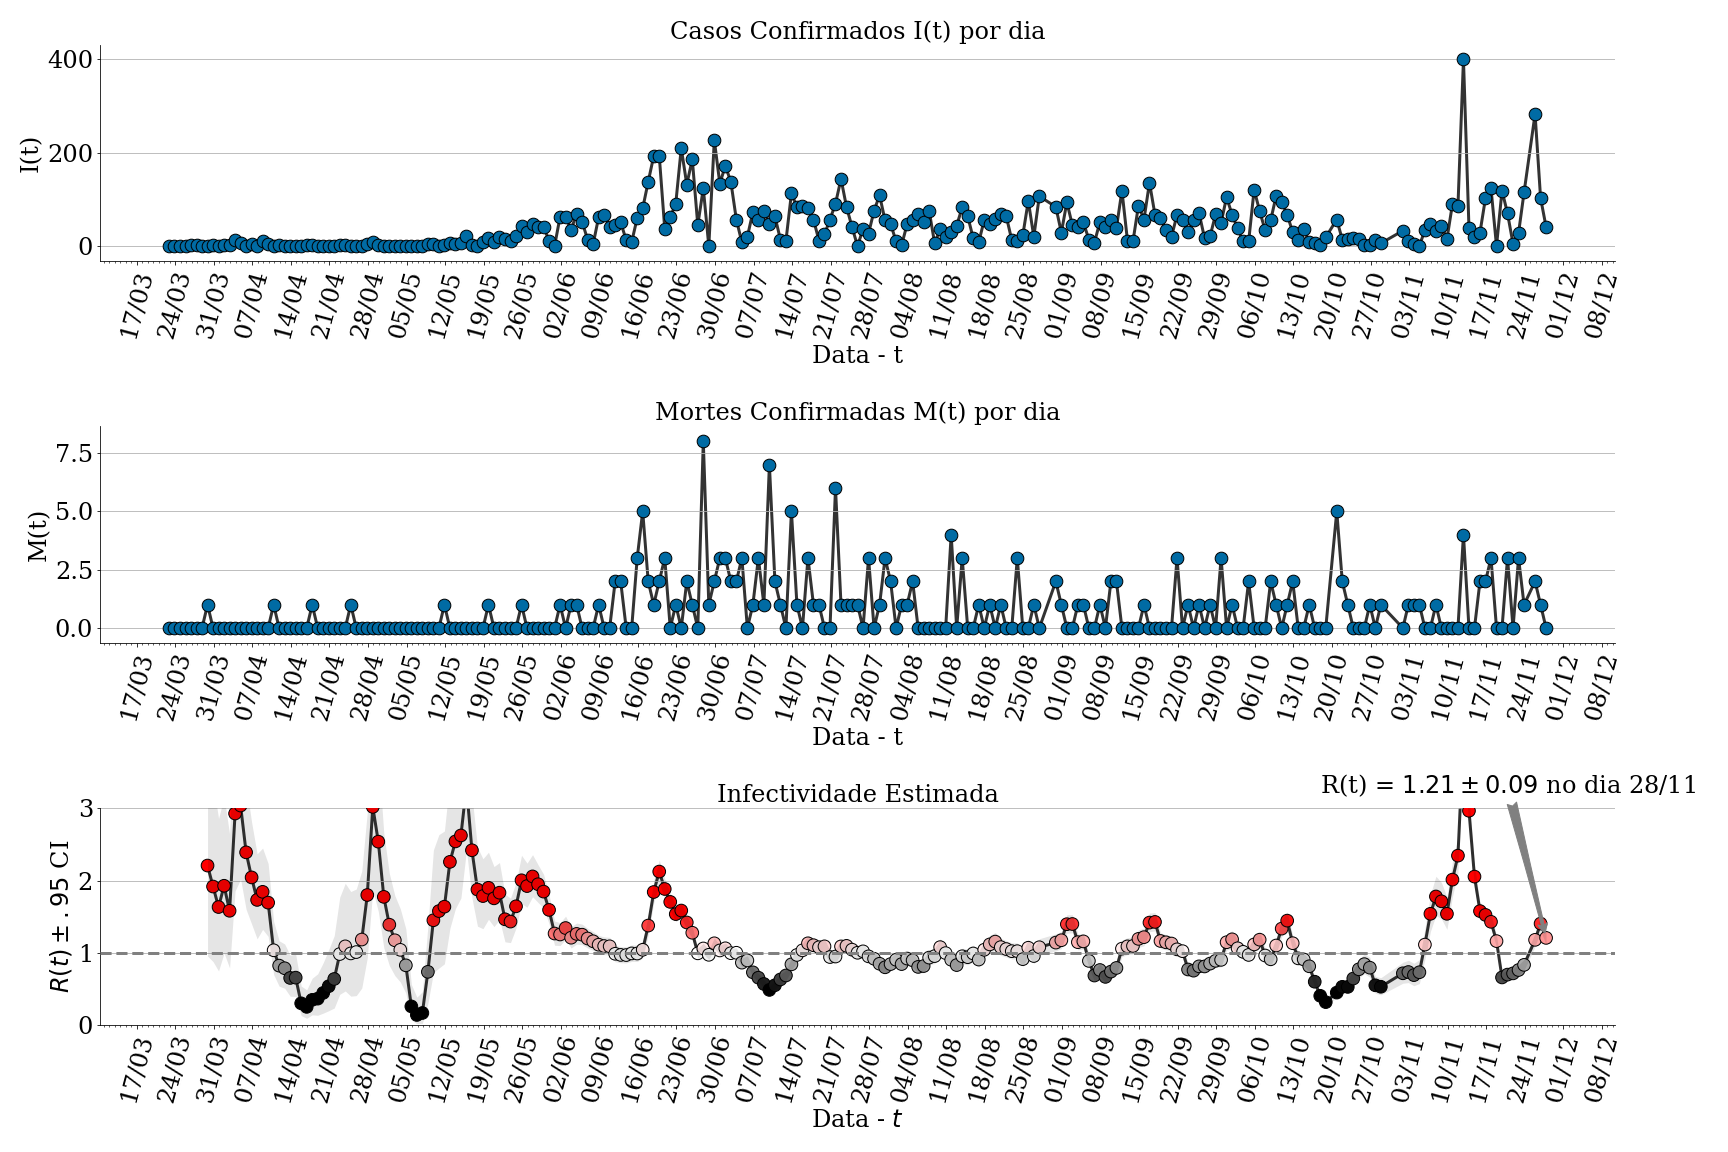 Casos Confirmados I(t) por dia
I(t)
400
200
0
17/03 24/03 31/03 07/04 14/04 21/04 28/04 05/05 12/05 19/05 26/05 02/06 09/06 16/06 23/06 30/06 07/07 14/07 21/07 28/07 04/08 11/08 18/08 25/08 01/09 08/09 15/09 22/09 29/09 06/10 13/10 20/10 27/10 03/11 10/11 17/11 24/11 01/12 08/12
Data - t
Mortes Confirmadas M(t) por dia
M(t)
7.5
5.0
2.5
0.0
17/03 24/03 31/03 07/04 14/04 21/04 28/04 05/05 12/05 19/05 26/05 02/06 09/06 16/06 23/06 30/06 07/07 14/07 21/07 28/07 04/08 11/08 18/08 25/08 01/09 08/09 15/09 22/09 29/09 06/10 13/10 20/10 27/10 03/11 10/11 17/11 24/11 01/12 08/12
Data - t
R(t) = 1.21 ± 0.09 no dia 28/11
Infectividade Estimada
R(t) ± .95 CI
3
2
1
0
17/03 24/03 31/03 07/04 14/04 21/04 28/04 05/05 12/05 19/05 26/05 02/06 09/06 16/06 23/06 30/06 07/07 14/07 21/07 28/07 04/08 11/08 18/08 25/08 01/09 08/09 15/09 22/09 29/09 06/10 13/10 20/10 27/10 03/11 10/11 17/11 24/11 01/12 08/12
Data - t